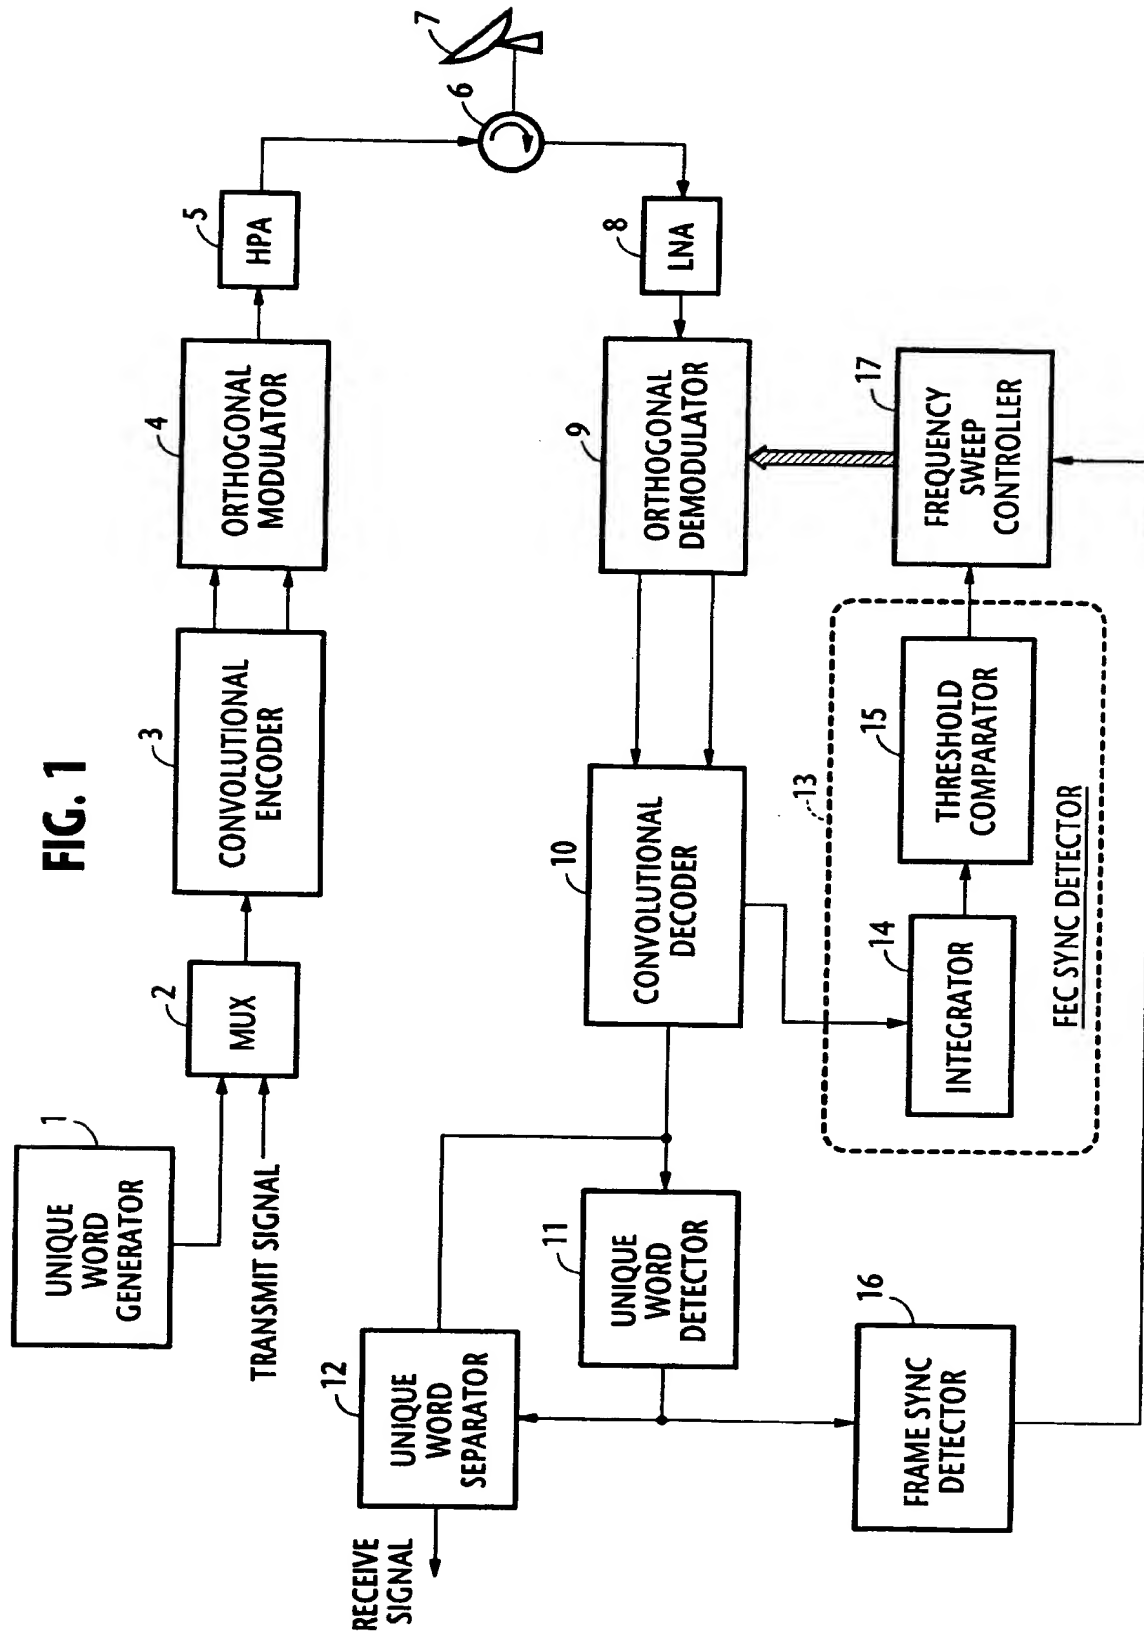 FIG. 1
1
UNIQUE
WORD
GENERATOR
TRANSMIT SIGNAL
2
MUX
3
CONVOLUTIONAL
ENCODER
4
ORTHOGONAL
MODULATOR
5
HPA
6
7
8
LNA
9
ORTHOGONAL
DEMODULATOR
10
CONVOLUTIONAL
DECODER
11
UNIQUE
WORD
DETECTOR
12
UNIQUE
WORD
SEPARATOR
RECEIVE
SIGNAL
13
14
INTEGRATOR
15
THRESHOLD
COMPARATOR
FEC SYNC DETECTOR
16
FRAME SYNC
DETECTOR
17
FREQUENCY
SWEEP
CONTROLLER